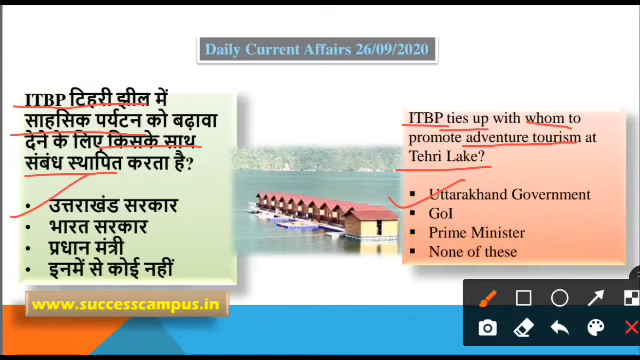 Daily Current Affairs 26/09/2020
ITBP टिहरी झील में
साहसिक पर्यटन को बढ़ावा
देने के लिए किसके साथ
संबंध स्थापित करता है?
• उत्तराखंड सरकार
• भारत सरकार
• प्रधान मंत्री
• इनमें से कोई नहीं
www.successcampus.in
ITBP ties up with whom to
promote adventure tourism at
Tehri Lake?
▪ Uttarakhand Government
▪ GoI
▪ Prime Minister
▪ None of these